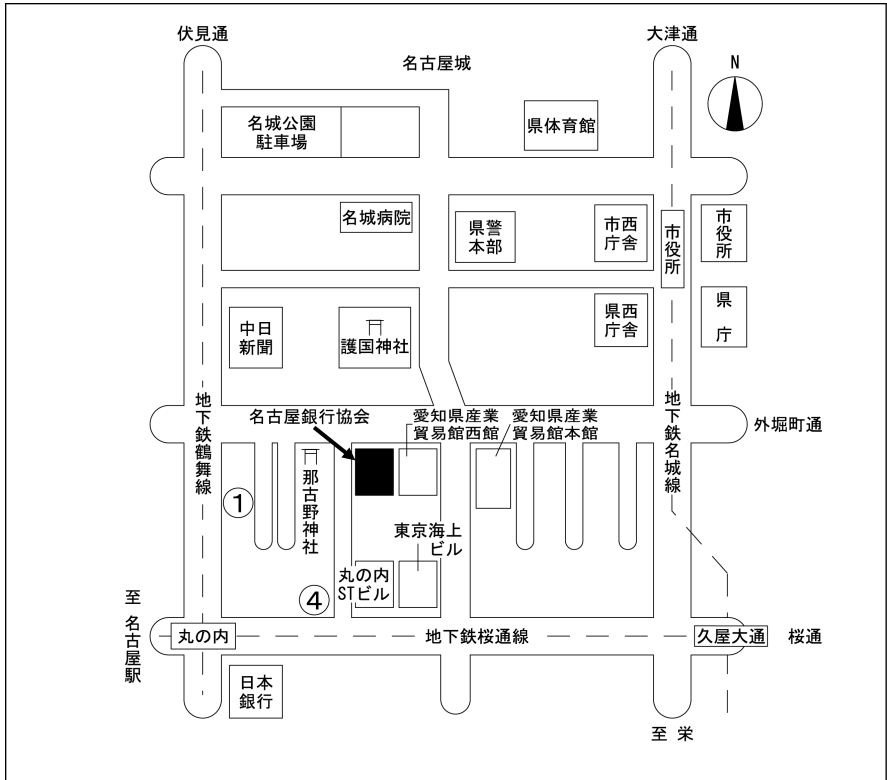 伏見通
大津通
名古屋城
N
名城公園
駐車場
県体育館
名城病院
県警
本部
市西
庁舎
市役所
市役所
中日
新聞
護国神社
県西
庁舎
県庁
地下鉄鶴舞線
名古屋銀行協会
愛知県産業
貿易館西館
愛知県産業
貿易館本館
地下鉄名城線
外堀町通
①
那古野神社
東京海上
ビル
④
丸の内
STビル
至 名古屋駅
丸の内
地下鉄桜通線
久屋大通
桜通
日本
銀行
至 栄